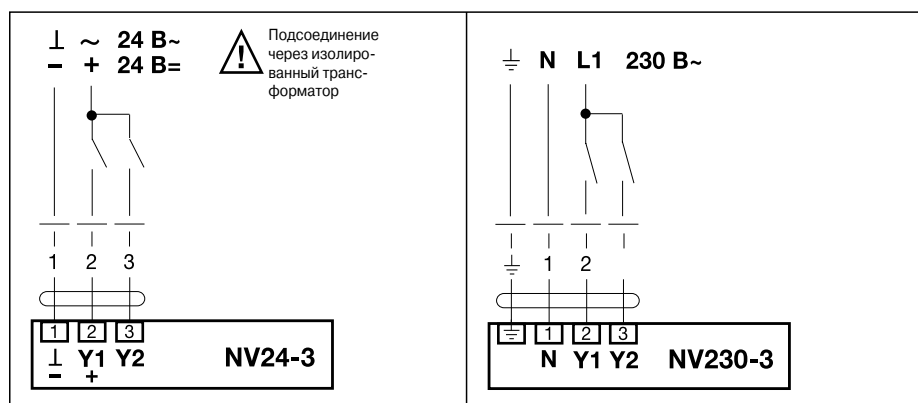 ⊥ ~ 24 В~
– + 24 В=
Подсоединение
через изолиро-
ванный транс-
форматор
1 2 3
1 2 3
⊥ Y1 Y2 NV24-3
– +
⏚ N L1 230 В~
⏚ 1 2
⏚ 1 2 3
N Y1 Y2 NV230-3